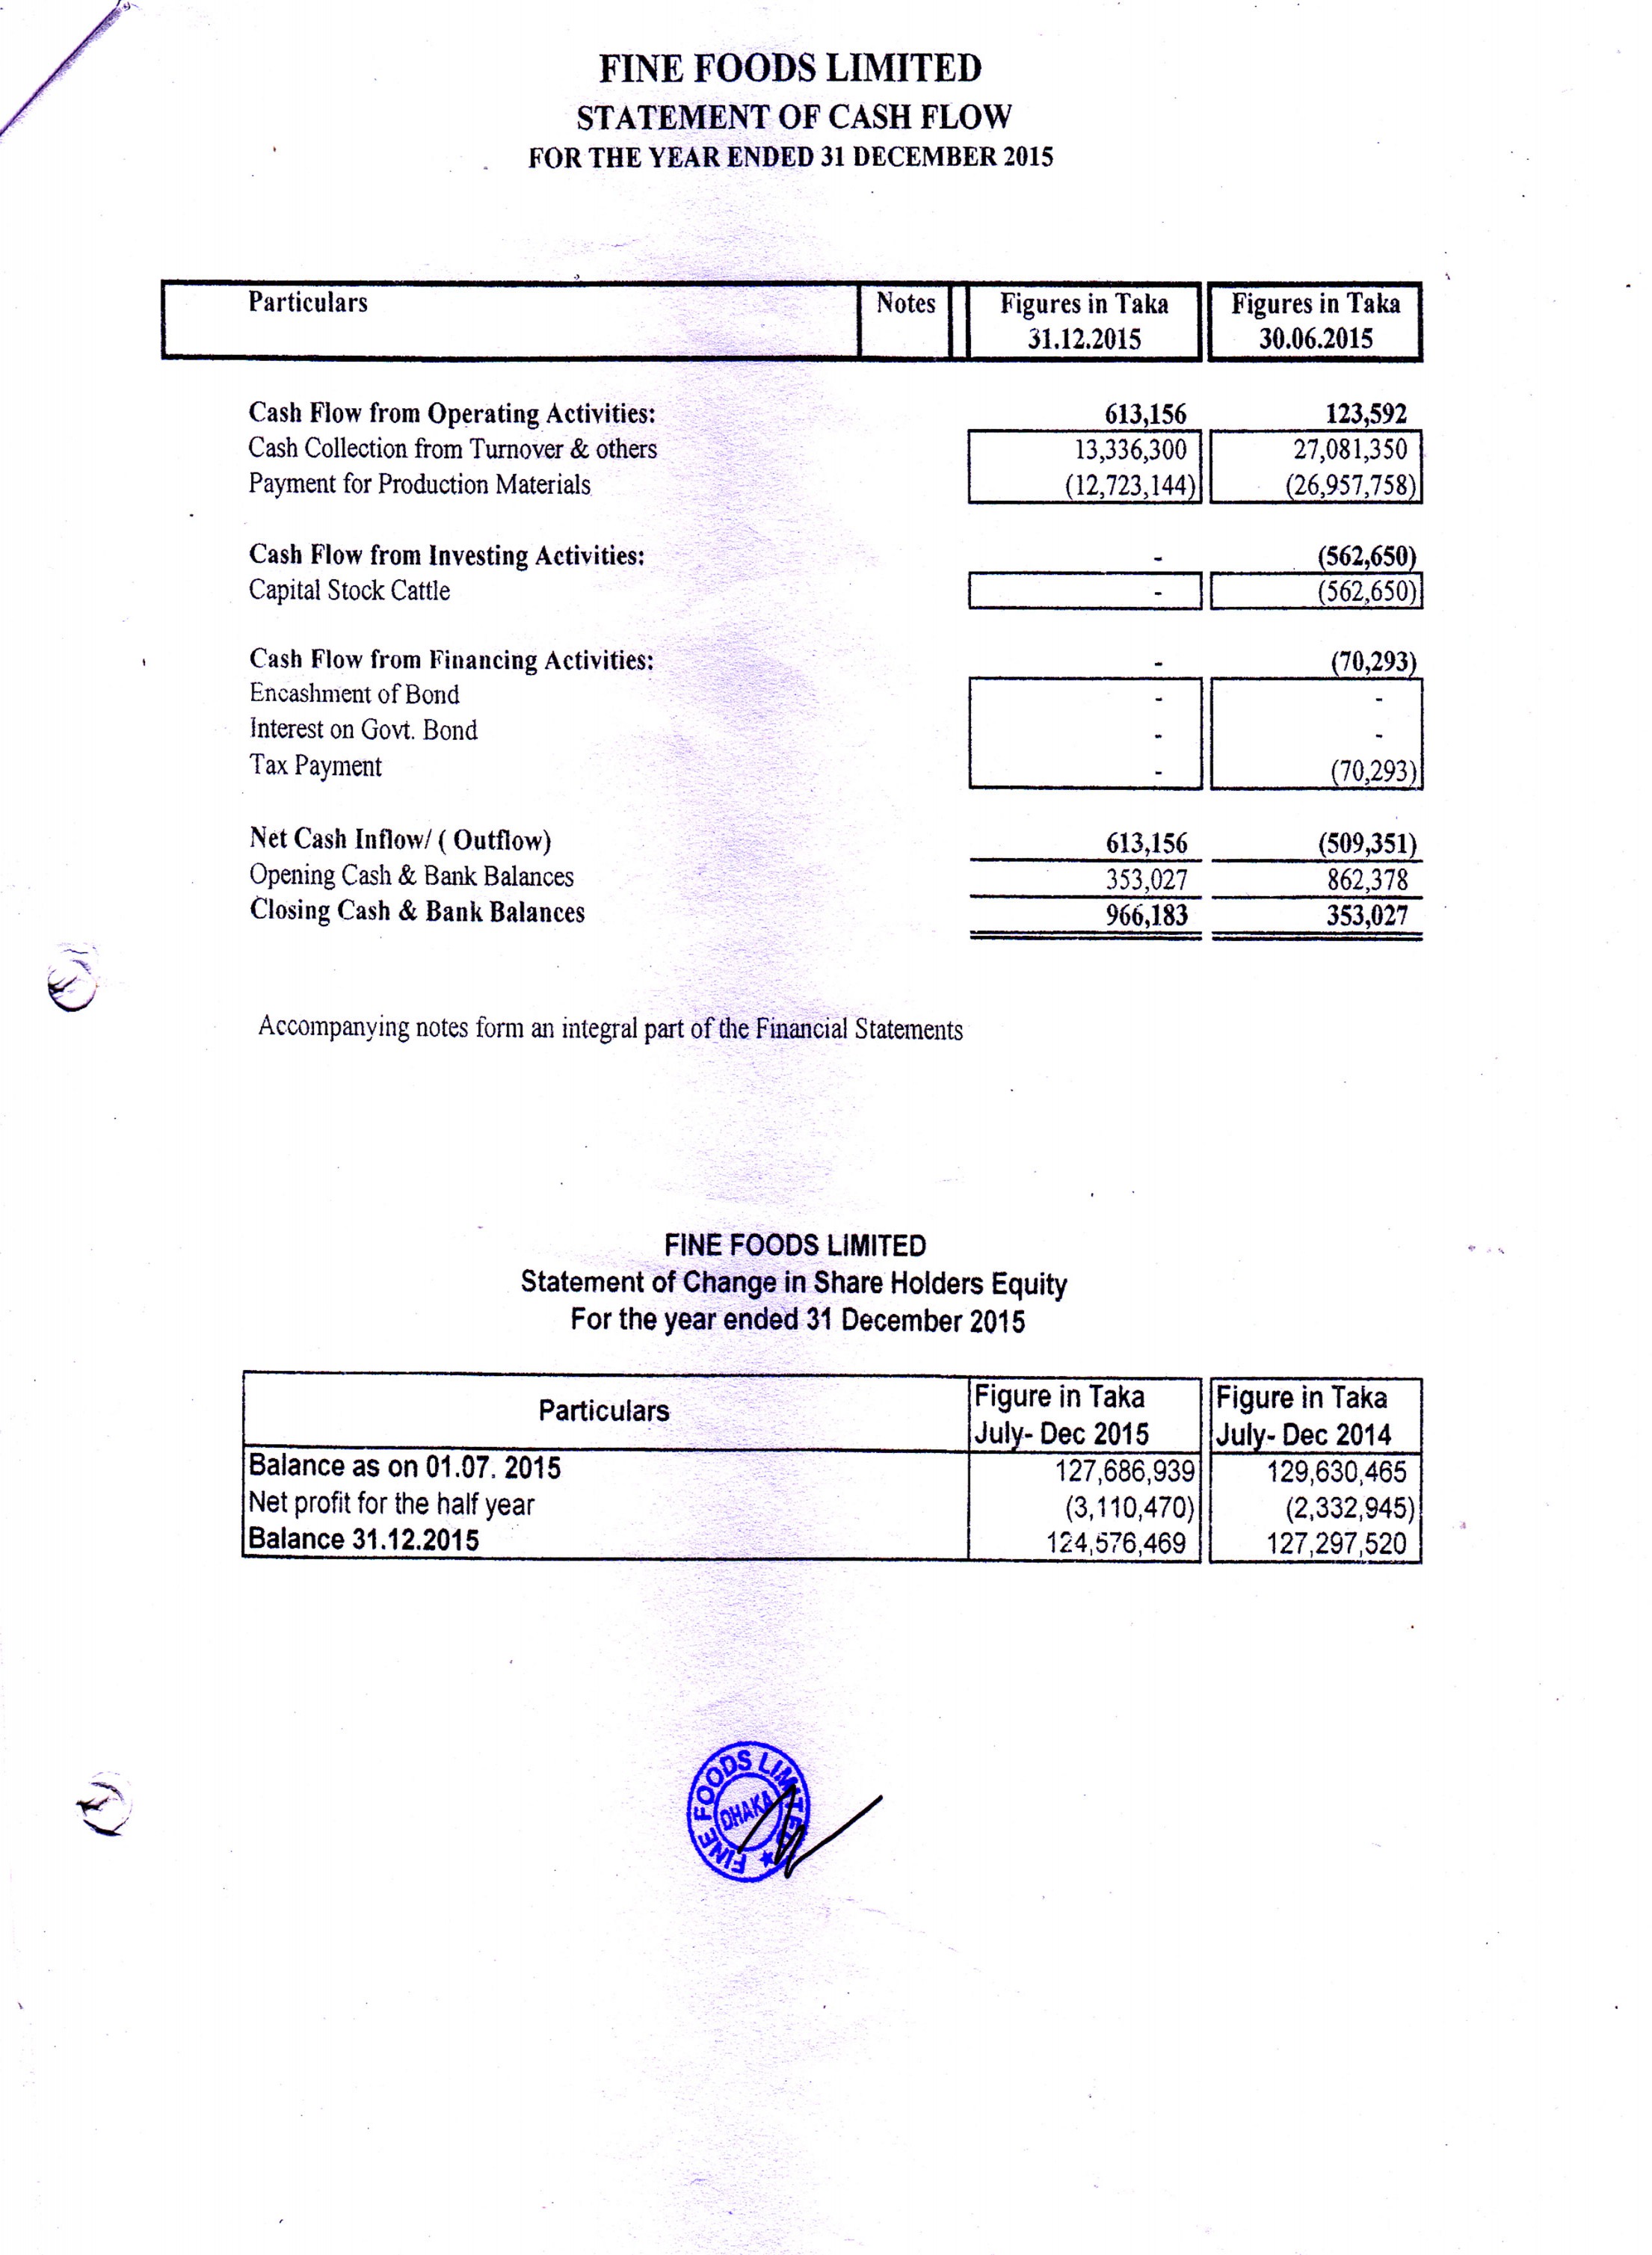 FINE FOODS LIMITED
STATEMENT OF CASH FLOW
FOR THE YEAR ENDED 31 DECEMBER 2015
Particulars Notes Figures in Taka Figures in Taka
31.12.2015 30.06.2015
Cash Flow from Operating Activities: 613,156 123,592
Cash Collection from Turnover & others 13,336,300 27,081,350
Payment for Production Materials (12,723,144) (26,957,758)
Cash Flow from Investing Activities: - (562,650)
Capital Stock Cattle - (562,650)
Cash Flow from Financing Activities: - (70,293)
Encashment of Bond - -
Interest on Govt. Bond - -
Tax Payment - (70,293)
Net Cash Inflow/ ( Outflow) 613,156 (509,351)
Opening Cash & Bank Balances 353,027 862,378
Closing Cash & Bank Balances 966,183 353,027
Accompanying notes form an integral part of the Financial Statements
FINE FOODS LIMITED
Statement of Change in Share Holders Equity
For the year ended 31 December 2015
Particulars Figure in Taka Figure in Taka
July- Dec 2015 July- Dec 2014
Balance as on 01.07. 2015 127,686,939 129,630,465
Net profit for the half year (3,110,470) (2,332,945)
Balance 31.12.2015 124,576,469 127,297,520
FINE FOODS LIMITED
DHAKA